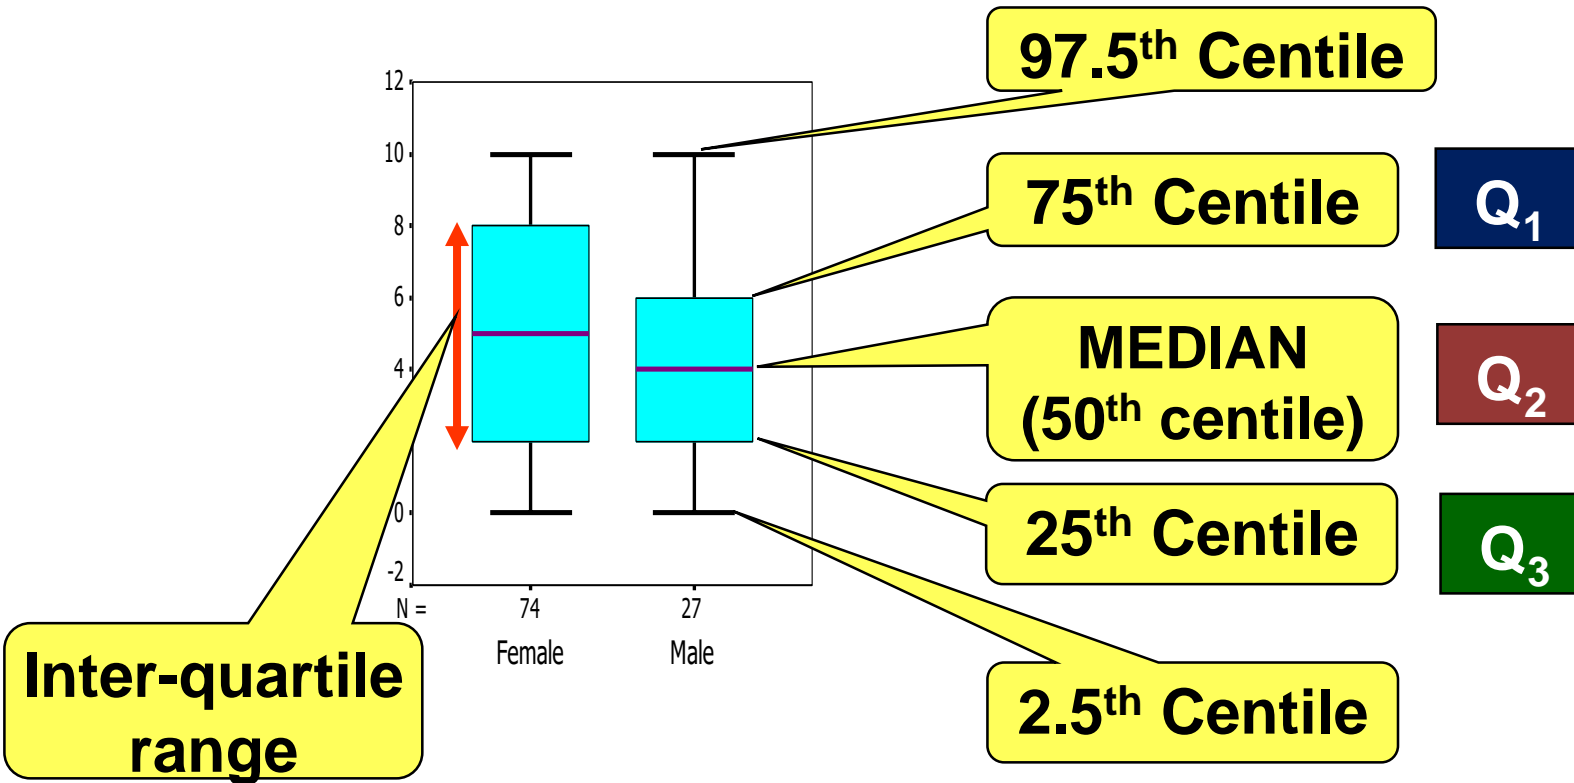 97.5th Centile
12
10
8
6
4
0
-2
N =
74
27
Female
Male
75th Centile
Q1
MEDIAN
(50th centile)
Q2
25th Centile
Q3
2.5th Centile
Inter-quartile
range